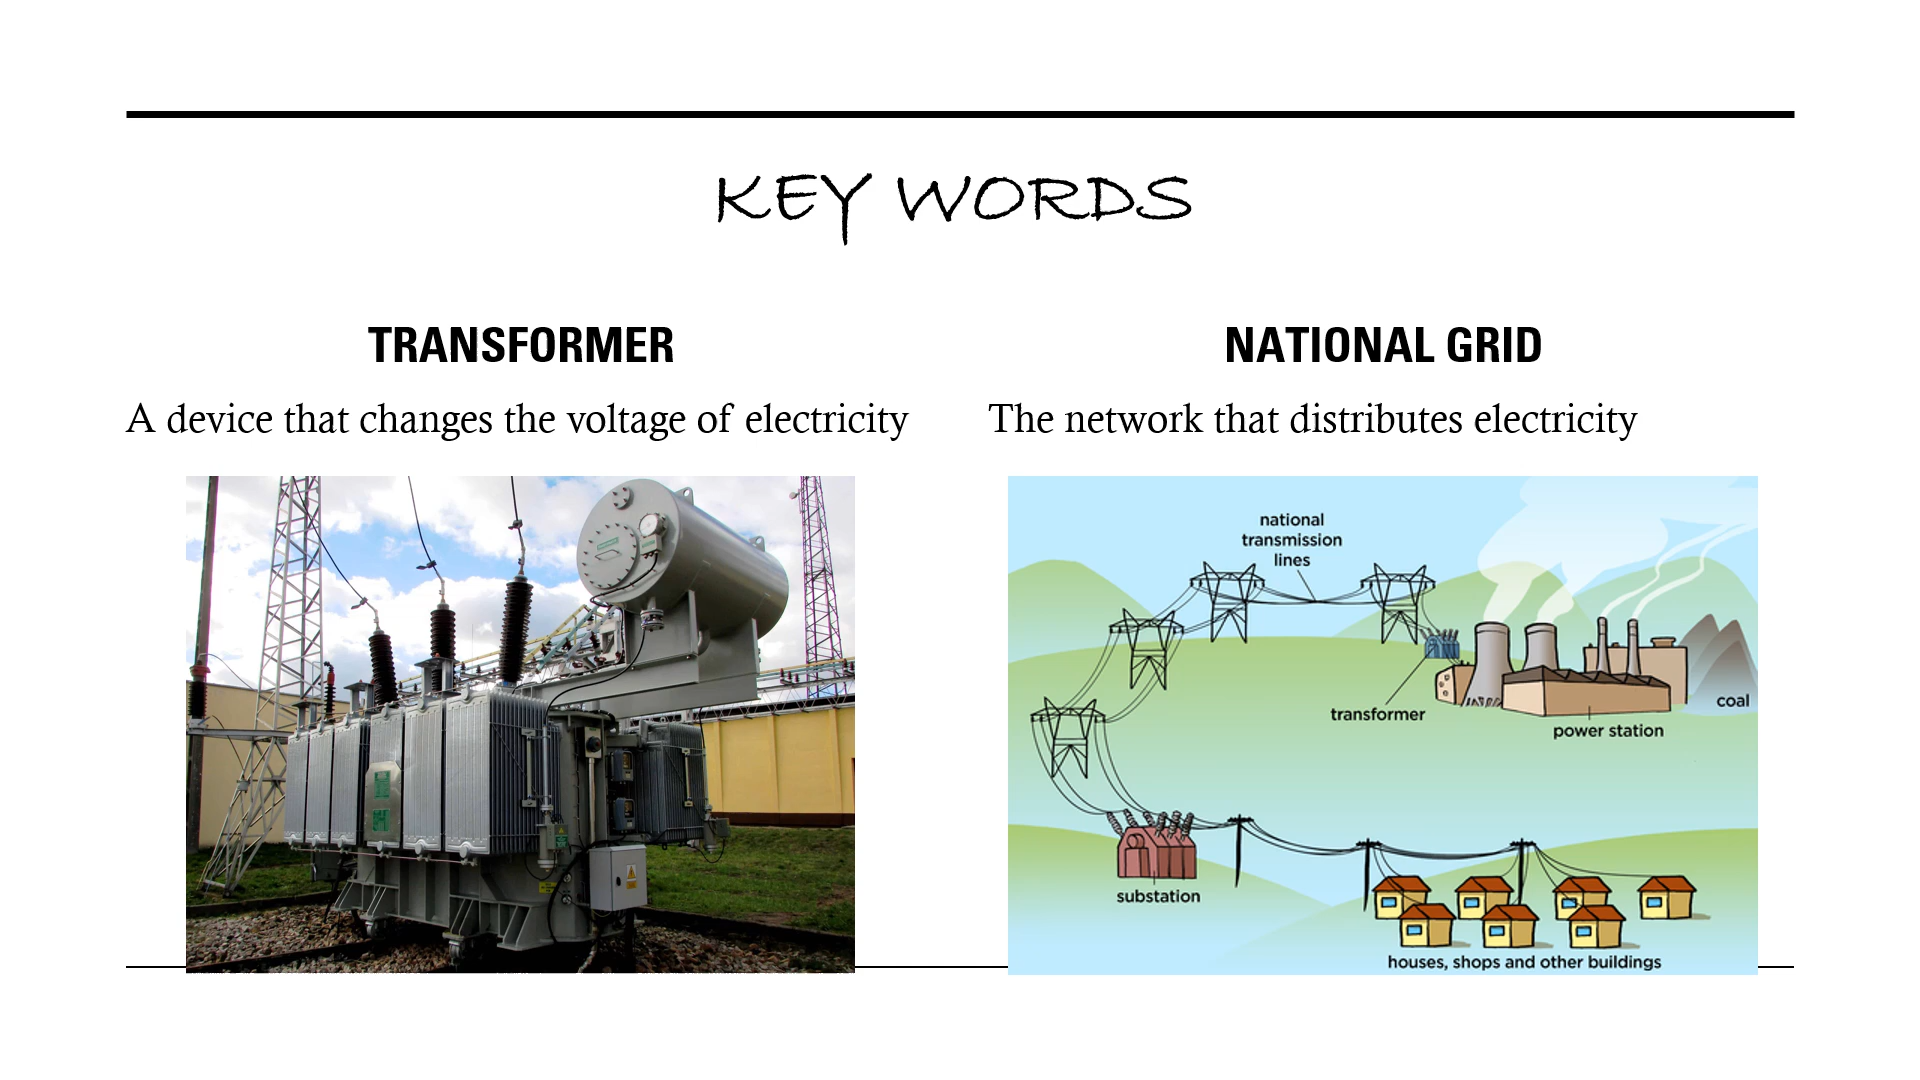 KEY WORDS
TRANSFORMER
A device that changes the voltage of electricity
NATIONAL GRID
The network that distributes electricity
national
transmission
lines
transformer
power station
coal
substation
houses, shops and other buildings